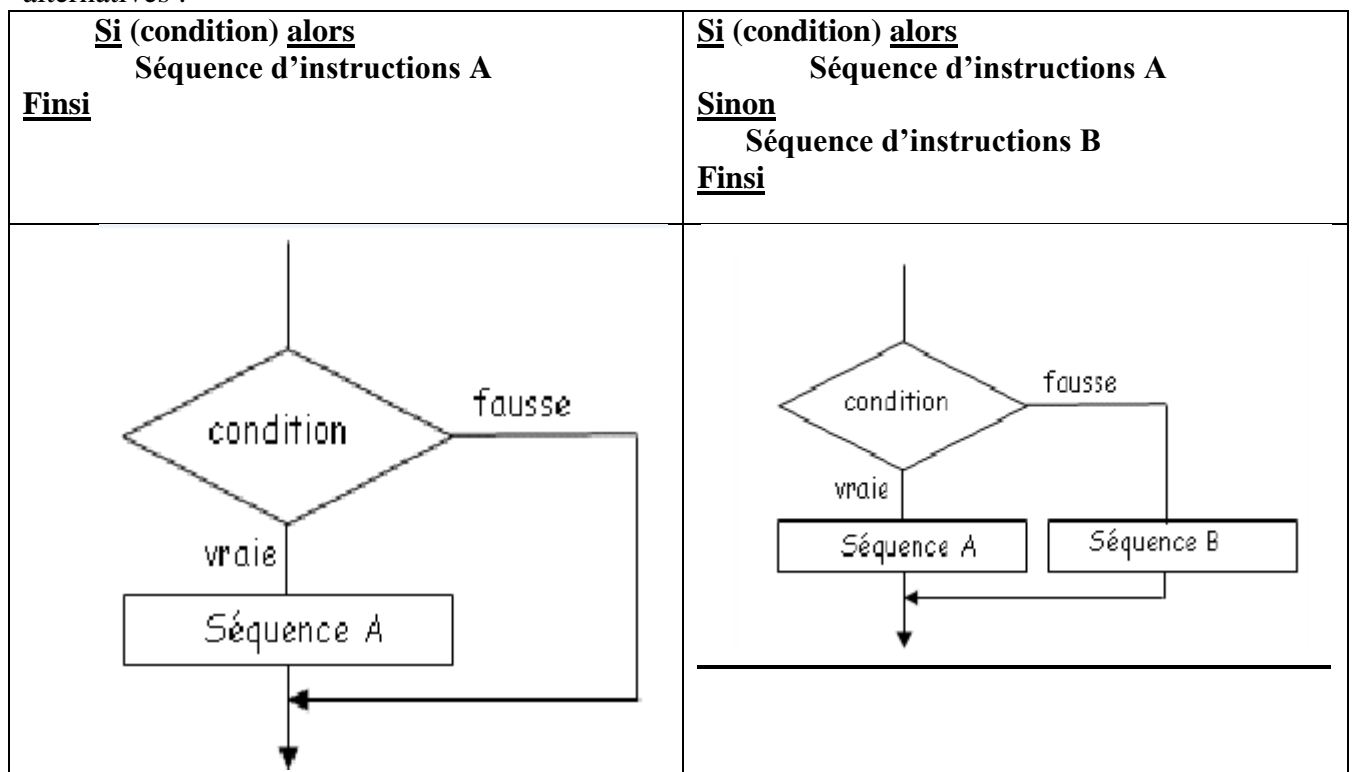 alternatives :
Si (condition) alors
Séquence d'instructions A
Finsi
Si (condition) alors
Séquence d'instructions A
Sinon
Séquence d'instructions B
Finsi
condition
fausse
vraie
Séquence A
condition
fausse
vraie
Séquence A
Séquence B